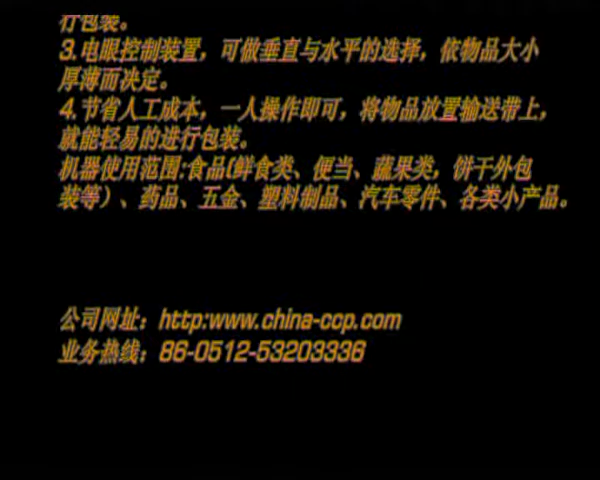 行包装。
3.电眼控制装置，可做垂直与水平的选择，依物品大小
厚薄而决定。
4.节省人工成本，一人操作即可，将物品放置输送带上，
就能轻易的进行包装。
机器使用范围:食品(鲜食类、便当、蔬果类，饼干外包
装等）、药品、五金、塑料制品、汽车零件、各类小产品。
公司网址：http:www.china-ccp.com
业务热线：86-0512-53203336